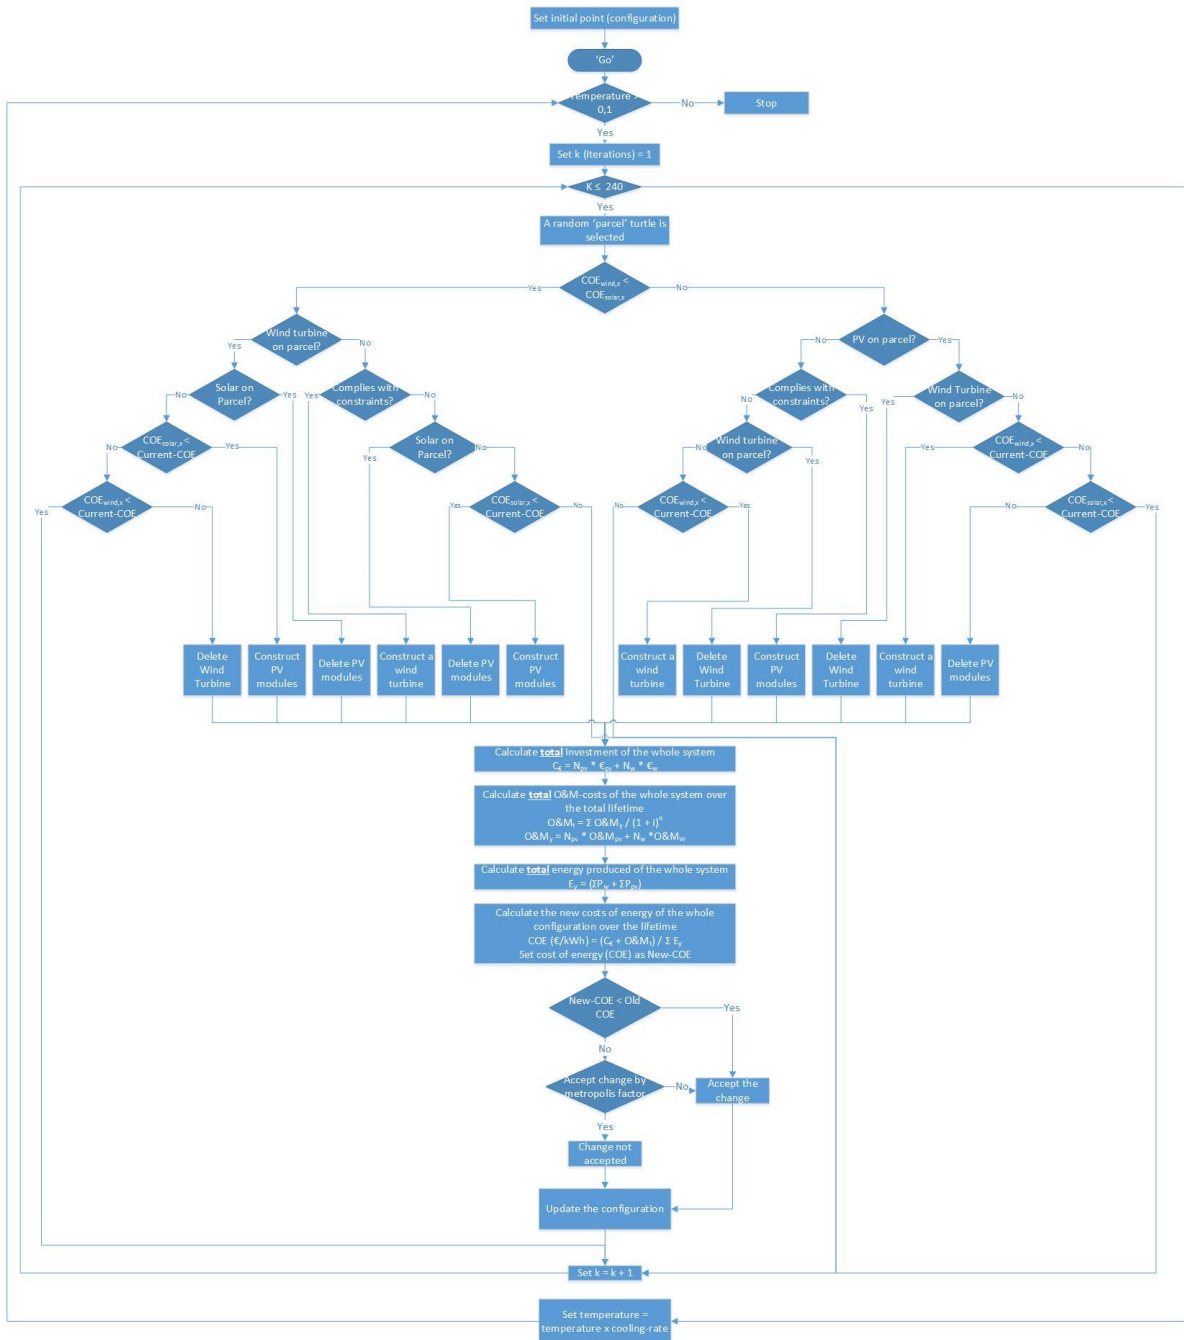 Set initial point (configuration)
'Go'
Temperature >
0,1
No
Stop
Yes
Set k (Iterations) = 1
K ≤ 240
Yes
A random 'parcel' turtle is
selected
COEwind,x <
COEsolar,x
Yes
No
Wind turbine
on parcel?
Yes
No
PV on parcel?
No
Yes
Solar on
Parcel?
No
Yes
Complies with
constraints?
Yes
No
Complies with
constraints?
No
Yes
Wind Turbine
on parcel?
Yes
No
COEsolar,x <
Current-COE
No
Yes
Solar on
Parcel?
Yes
No
Wind turbine
on parcel?
No
Yes
COEwind,x <
Current-COE
Yes
No
COEwind,x <
Current-COE
Yes
No
COEsolar,x <
Current-COE
Yes
No
COEwind,x <
Current-COE
No
Yes
COEsolar,x <
Current-COE
No
Yes
Delete
Wind
Turbine
Construct
PV
modules
Delete PV
modules
Construct a
wind
turbine
Delete PV
modules
Construct
PV
modules
Construct a
wind
turbine
Delete
Wind
Turbine
Construct
PV
modules
Delete
Wind
Turbine
Construct a
wind
turbine
Delete PV
modules
Calculate total investment of the whole system
C€ = Npv * €pv + Nw * €w
Calculate total O&M-costs of the whole system over
the total lifetime
O&Mt = Σ O&My / (1 + i)^n
O&My = Npv * O&Mpv + Nw *O&MW
Calculate total energy produced of the whole system
Ey = (ΣPw + ΣPpv)
Calculate the new costs of energy of the whole
configuration over the lifetime
COE (€/kWh) = (C€ + O&Mt) / Σ Ey
Set cost of energy (COE) as New-COE
New-COE < Old
COE
Yes
No
Accept change by
metropolis factor
No
Accept the
change
Yes
Change not
accepted
Update the configuration
Set k = k + 1
Set temperature =
temperature x cooling-rate